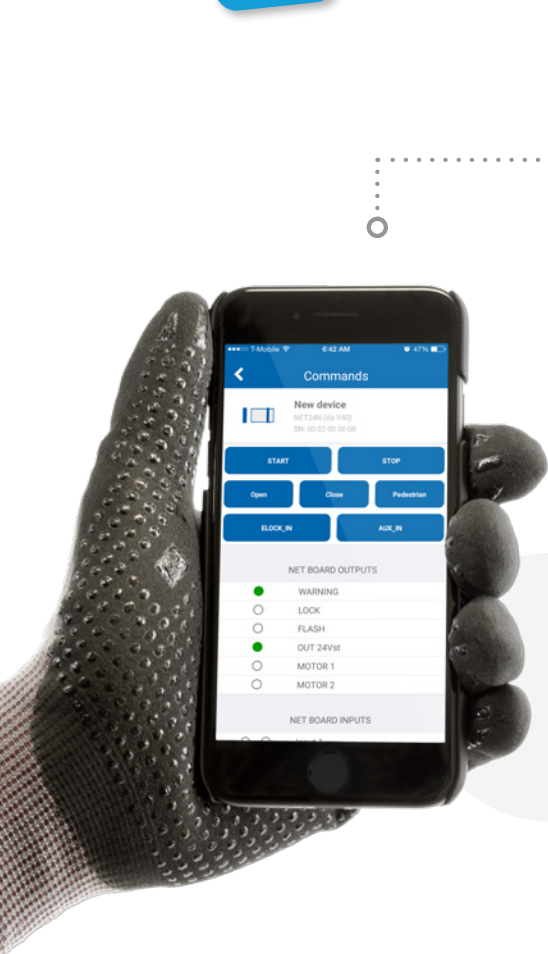 T-Mobile 6:42 AM 47%
Commands
New device
NET24N (da V40)
SN: 00 02 00 00 08
START STOP
Open Close Pedestrian
ELOCK_IN AUX_IN
NET BOARD OUTPUTS
WARNING
LOCK
FLASH
OUT 24Vst
MOTOR 1
MOTOR 2
NET BOARD INPUTS